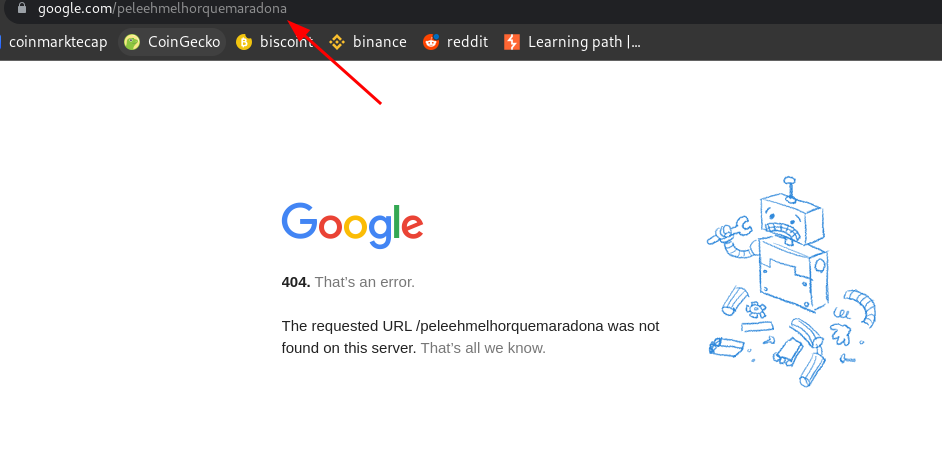 google.com/peleehmelhorquemaradona
coinmarktecap CoinGecko biscoint binance reddit Learning path |...
Google
404. That's an error.
The requested URL /peleehmelhorquemaradona was not
found on this server. That's all we know.